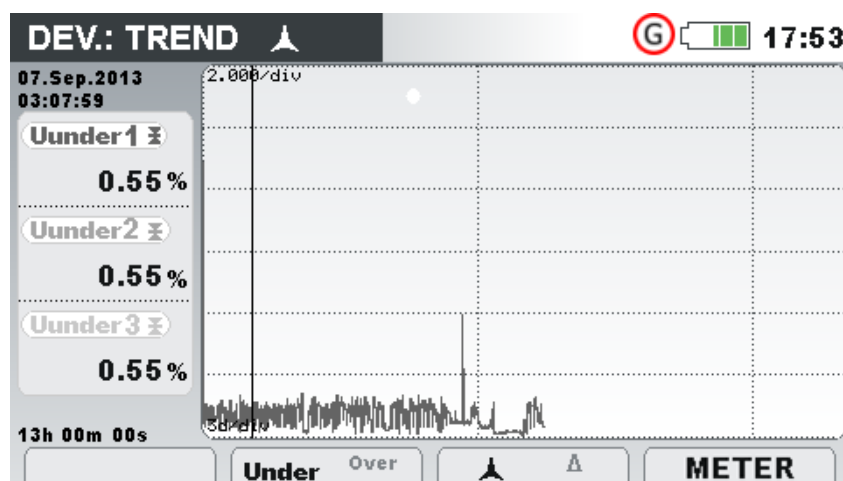 DEV.: TREND
G
17:53
07.Sep.2013
03:07:59
2.000/div
Uunder1
0.55 %
Uunder2
0.55 %
Uunder3
0.55 %
3d/div
13h 00m 00s
Under Over
Δ
METER